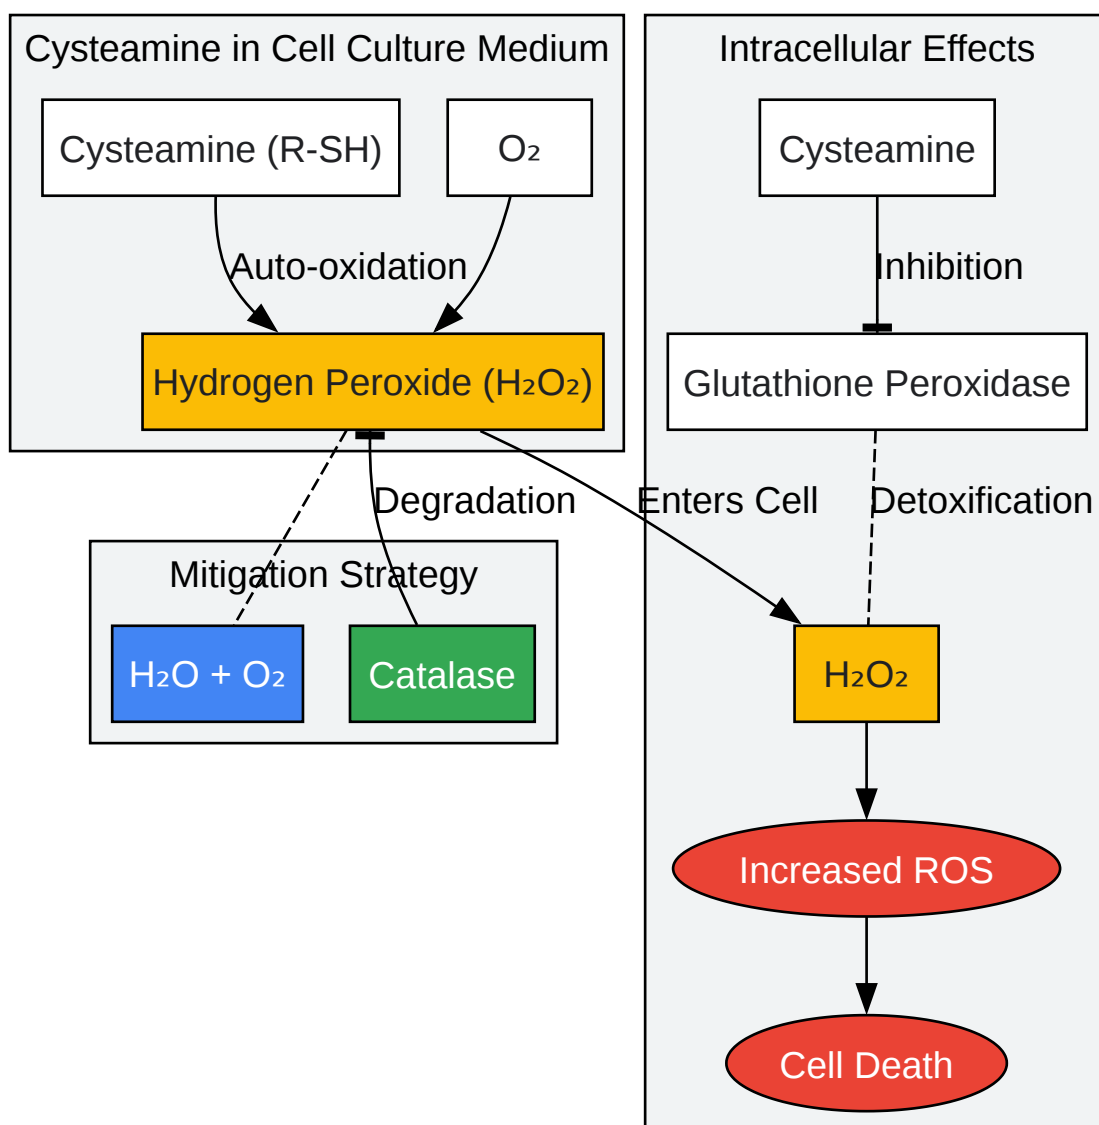 Cysteamine in Cell Culture Medium
Cysteamine (R-SH)
O₂
Auto-oxidation
Hydrogen Peroxide (H₂O₂)
Degradation
Mitigation Strategy
H₂O + O₂
Catalase
Intracellular Effects
Cysteamine
Inhibition
Glutathione Peroxidase
Enters Cell
Detoxification
H₂O₂
Increased ROS
Cell Death